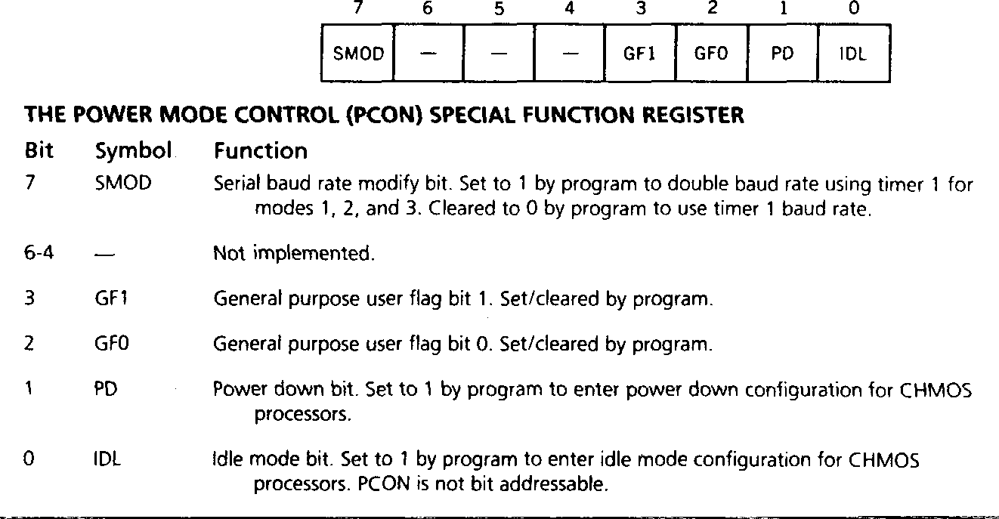 7 6 5 4 3 2 1 0
SMOD — — — GF1 GF0 PD IDL
THE POWER MODE CONTROL (PCON) SPECIAL FUNCTION REGISTER
Bit Symbol Function
7 SMOD Serial baud rate modify bit. Set to 1 by program to double baud rate using timer 1 for
modes 1, 2, and 3. Cleared to 0 by program to use timer 1 baud rate.
6-4 — Not implemented.
3 GF1 General purpose user flag bit 1. Set/cleared by program.
2 GF0 General purpose user flag bit 0. Set/cleared by program.
1 PD Power down bit. Set to 1 by program to enter power down configuration for CHMOS
processors.
0 IDL Idle mode bit. Set to 1 by program to enter idle mode configuration for CHMOS
processors. PCON is not bit addressable.